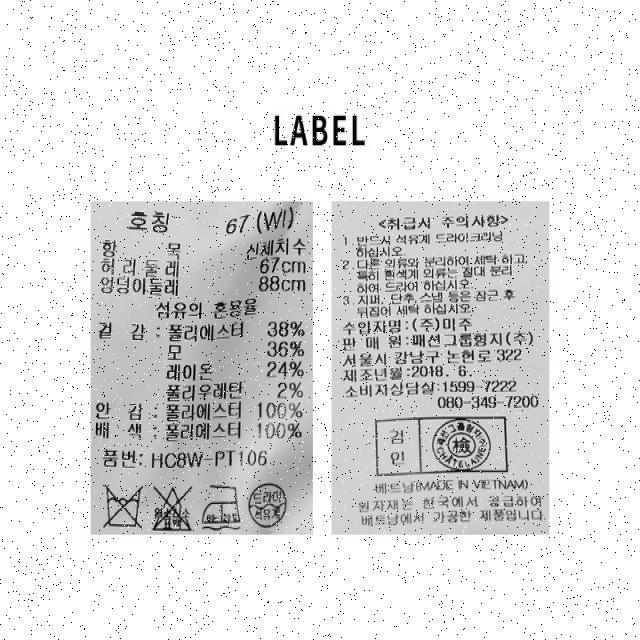 LABEL
호칭 67 (WI)
항 목 신체치수
허리둘레 67cm
엉덩이둘레 88cm
섬유의 혼용율
겉 감 : 폴리에스터 38%
모 36%
레이온 24%
폴리우레탄 2%
안 감 : 폴리에스터 100%
배 색 : 폴리에스터 100%
품번: HC8W-PT106
드라이
석유계
<취급시 주의사항>
1. 반드시 석유계 드라이크리닝
하십시오.
2. 다른 의류와 분리하여 세탁 하고,
특히 흰색계 의류는 절대 분리
하여 드라이 하십시오.
3. 지퍼, 단추, 스냅 등은 잠근 후
뒤집어 세탁 하십시오.
수입자명:(주)미주
판 매 원:패션그룹형지(주)
서울시 강남구 논현로 322
제조년월:2018. 6.
소비자상담실:1599-7222
080-349-7200
검
인
패션그룹형지(주)
檢
CHATELAINE
베트남(MADE IN VIETNAM)
원자재는 한국에서 공급하여
베트남에서 가공한 제품입니다.